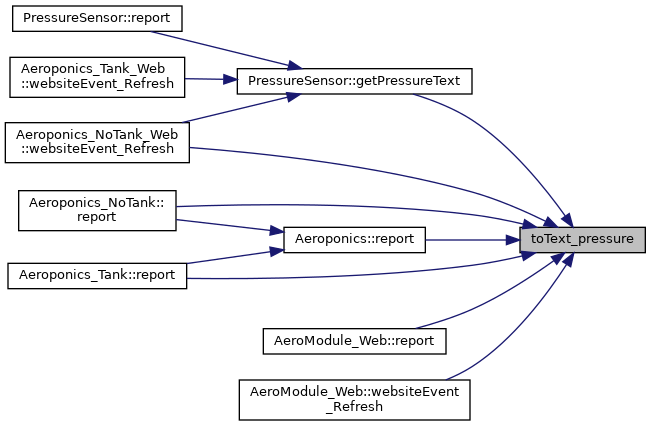 PressureSensor::report
Aeroponics_Tank_Web
::websiteEvent_Refresh
PressureSensor::getPressureText
Aeroponics_NoTank_Web
::websiteEvent_Refresh
Aeroponics_NoTank::
report
Aeroponics::report
toText_pressure
Aeroponics_Tank::report
AeroModule_Web::report
AeroModule_Web::websiteEvent
_Refresh